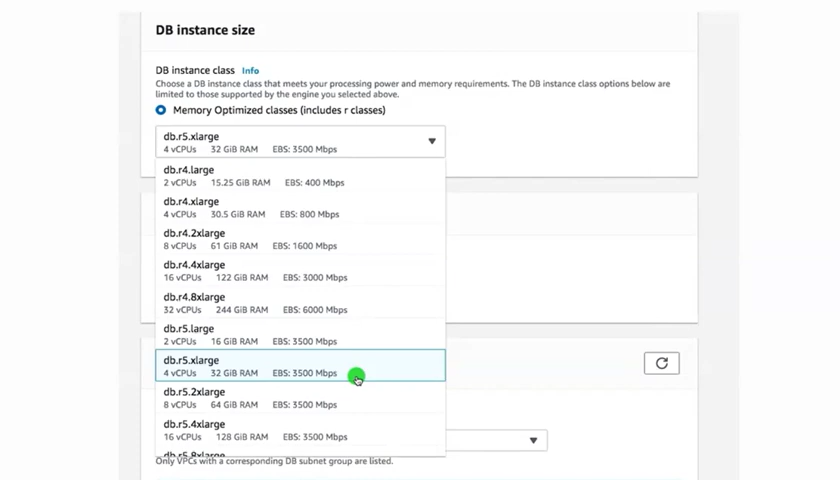 DB instance size
DB instance class Info
Choose a DB instance class that meets your processing power and memory requirements. The DB instance class options below are
limited to those supported by the engine you selected above.
Memory Optimized classes (includes r classes)
db.r5.xlarge
4 vCPUs 32 GiB RAM EBS: 3500 Mbps
db.r4.large
2 vCPUs 15.25 GiB RAM EBS: 400 Mbps
db.r4.xlarge
4 vCPUs 30.5 GiB RAM EBS: 800 Mbps
db.r4.2xlarge
8 vCPUs 61 GiB RAM EBS: 1600 Mbps
db.r4.4xlarge
16 vCPUs 122 GiB RAM EBS: 3000 Mbps
db.r4.8xlarge
32 vCPUs 244 GiB RAM EBS: 6000 Mbps
db.r5.large
2 vCPUs 16 GiB RAM EBS: 3500 Mbps
db.r5.xlarge
4 vCPUs 32 GiB RAM EBS: 3500 Mbps
db.r5.2xlarge
8 vCPUs 64 GiB RAM EBS: 3500 Mbps
db.r5.4xlarge
16 vCPUs 128 GiB RAM EBS: 3500 Mbps
db.r5.8xlarge
Only VPCs with a corresponding DB subnet group are listed.